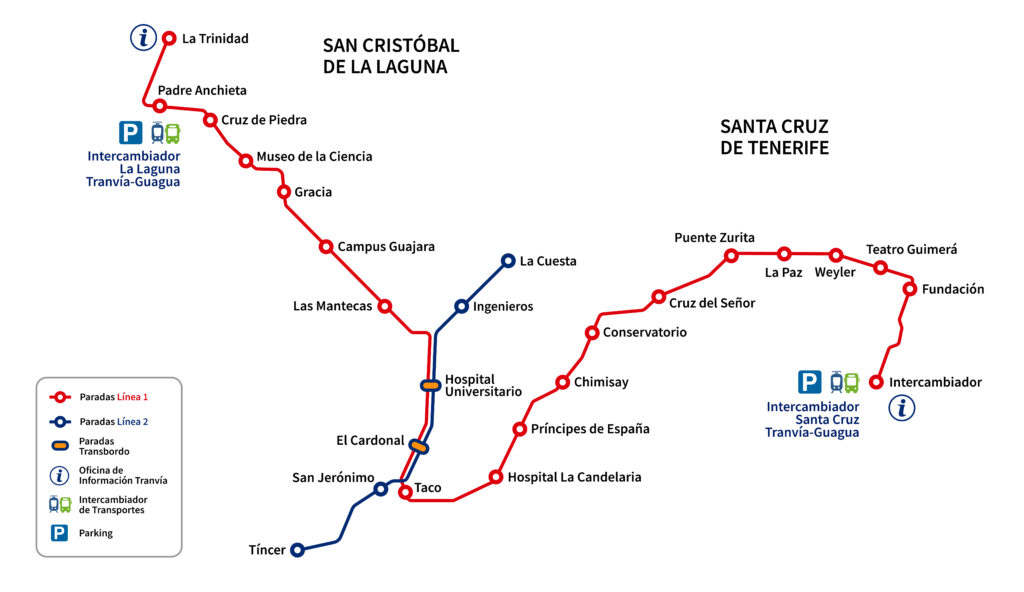 La Trinidad
SAN CRISTÓBAL
DE LA LAGUNA
Padre Anchieta
Cruz de Piedra
P
Intercambiador
La Laguna
Tranvía-Guagua
Museo de la Ciencia
Gracia
Campus Guajara
Las Mantecas
SANTA CRUZ
DE TENERIFE
La Cuesta
Ingenieros
Hospital
Universitario
El Cardonal
San Jerónimo
Taco
Tíncer
Hospital La Candelaria
Príncipes de España
Chimisay
Conservatorio
Cruz del Señor
Puente Zurita
La Paz
Weyler
Teatro Guimerá
Fundación
Intercambiador
P
Intercambiador
Santa Cruz
Tranvía-Guagua
Paradas Línea 1
Paradas Línea 2
Paradas
Transbordo
Oficina de
Información Tranvía
Intercambiador
de Transportes
P Parking